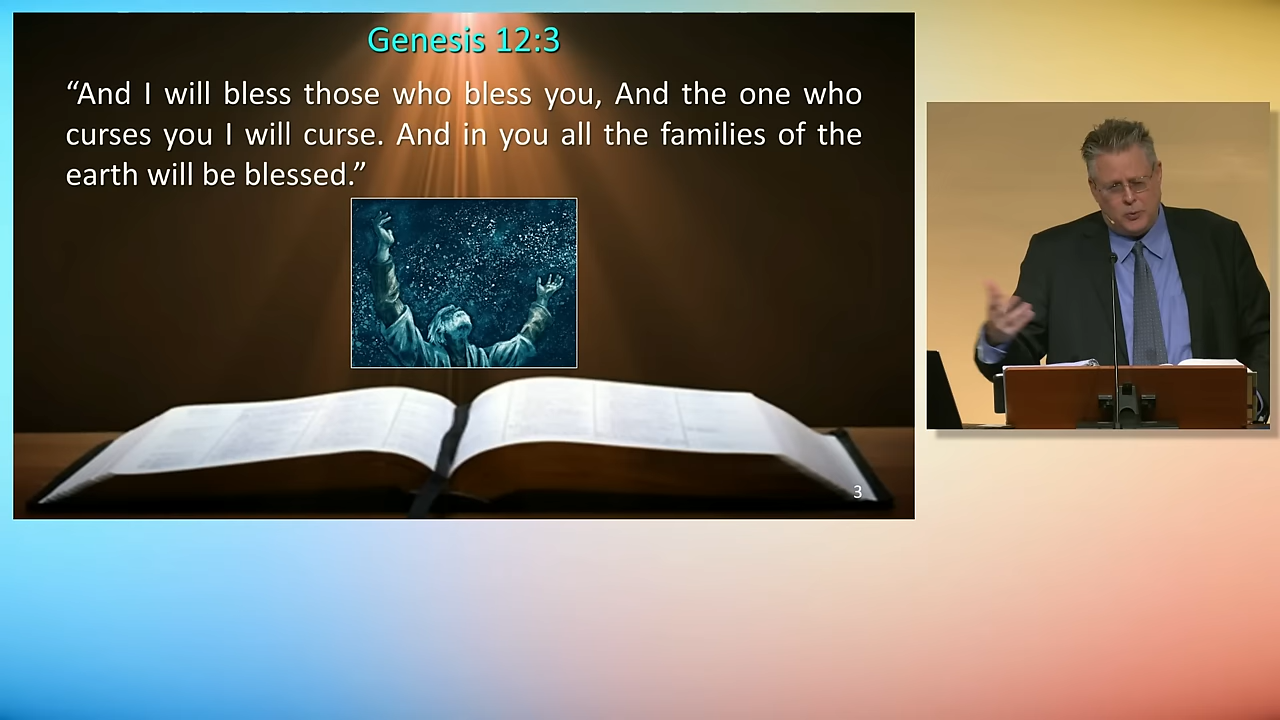 Genesis 12:3
“And I will bless those who bless you, And the one who
curses you I will curse. And in you all the families of the
earth will be blessed.”
3